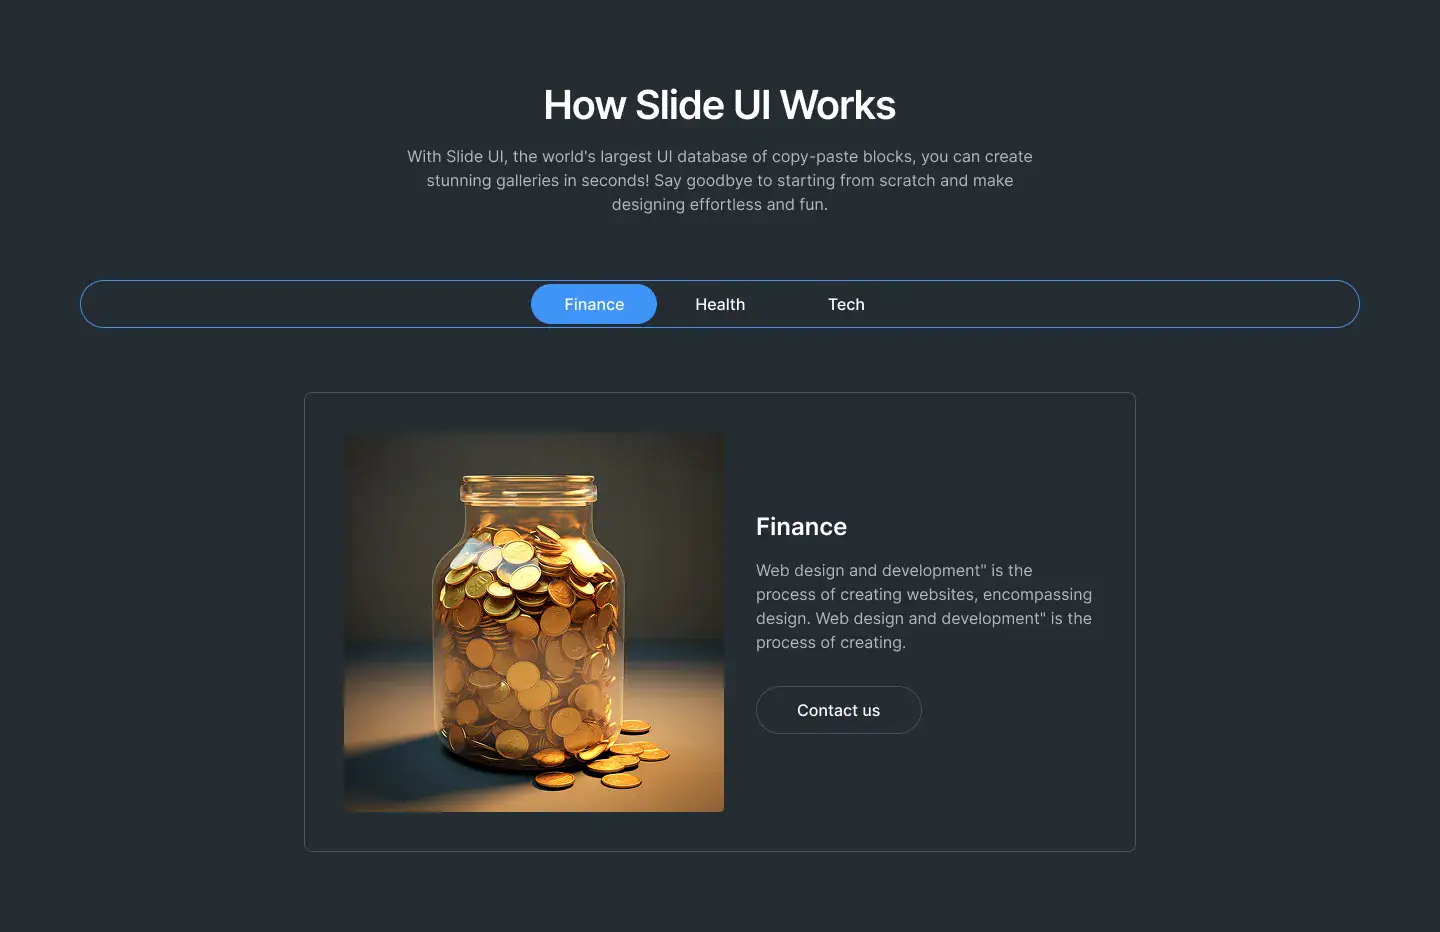 How Slide UI Works
With Slide UI, the world's largest UI database of copy-paste blocks, you can create
stunning galleries in seconds! Say goodbye to starting from scratch and make
designing effortless and fun.
Finance
Health
Tech
Finance
Web design and development" is the
process of creating websites, encompassing
design. Web design and development" is the
process of creating.
Contact us